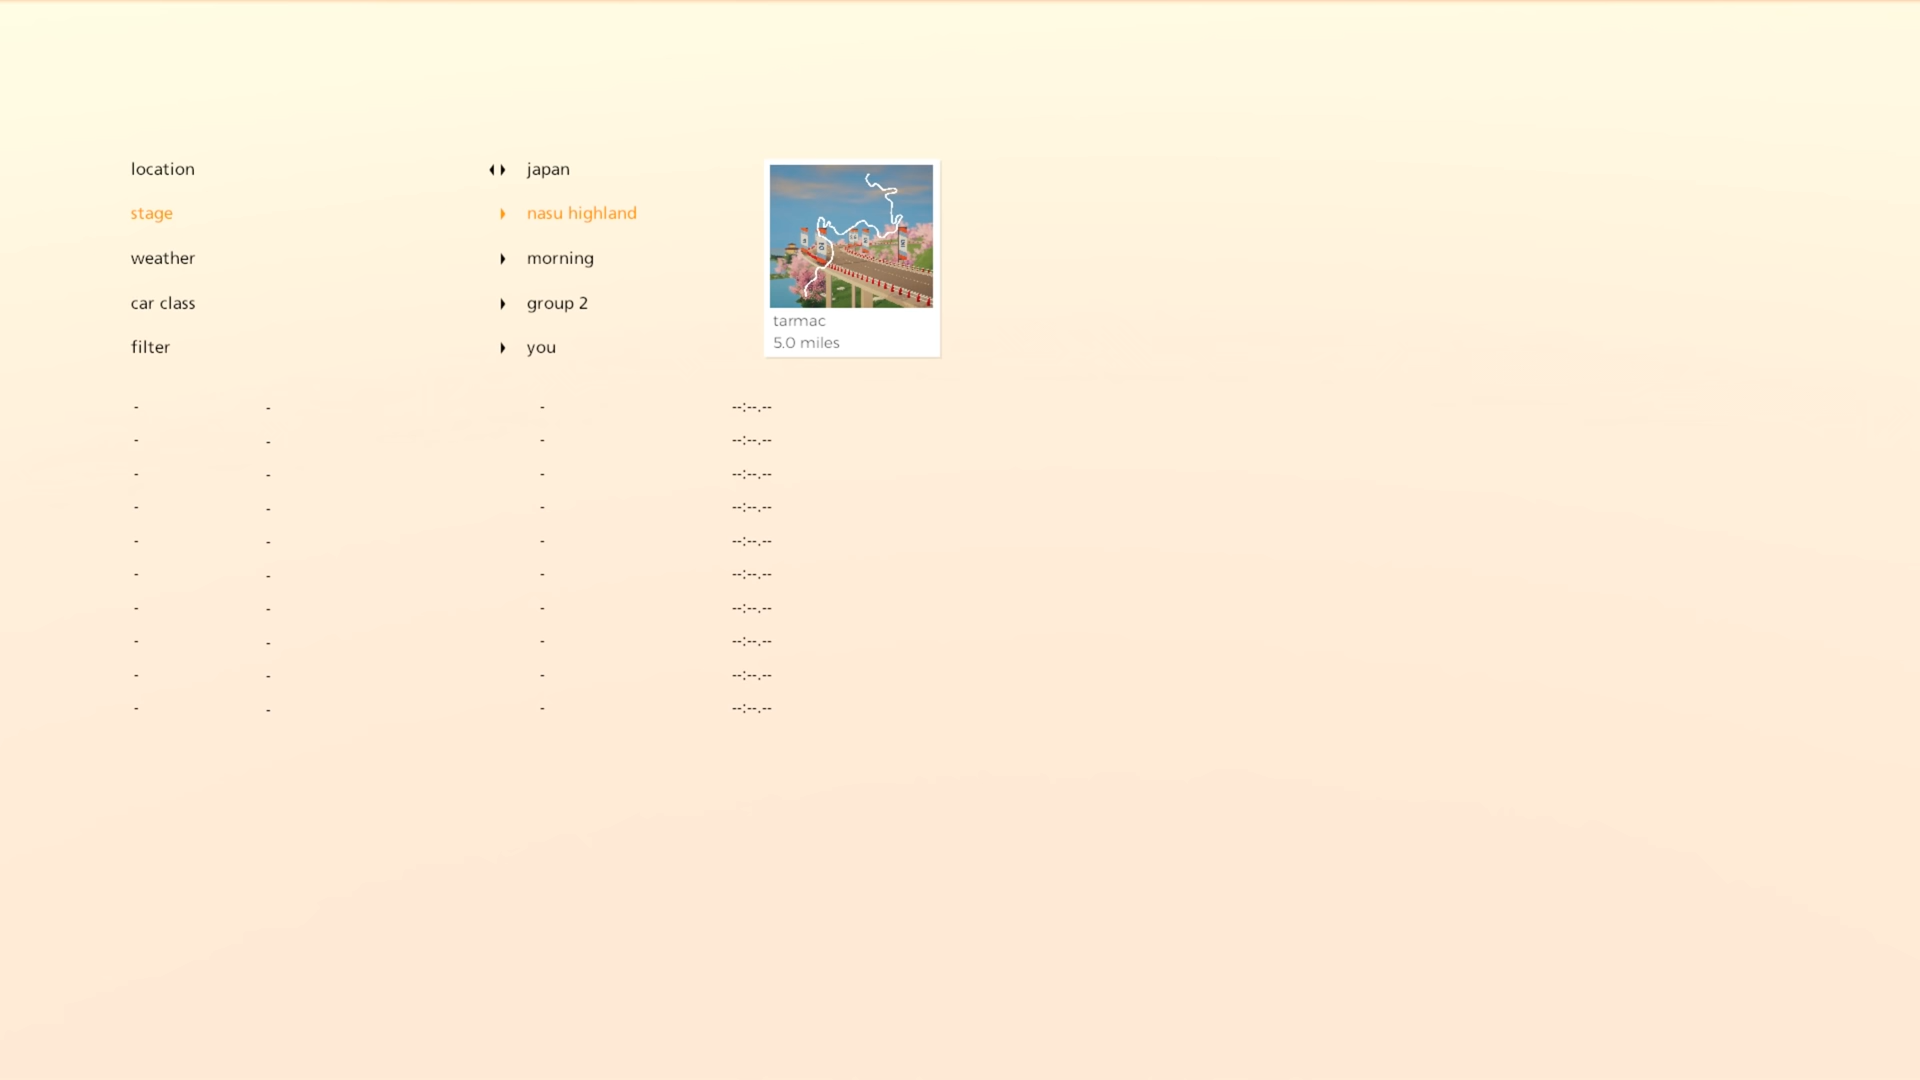 location japan
stage nasu highland
weather morning
car class group 2
filter you
tarmac
5.0 miles
- - - --:--.--
- - - --:--.--
- - - --:--.--
- - - --:--.--
- - - --:--.--
- - - --:--.--
- - - --:--.--
- - - --:--.--
- - - --:--.--
- - - --:--.--